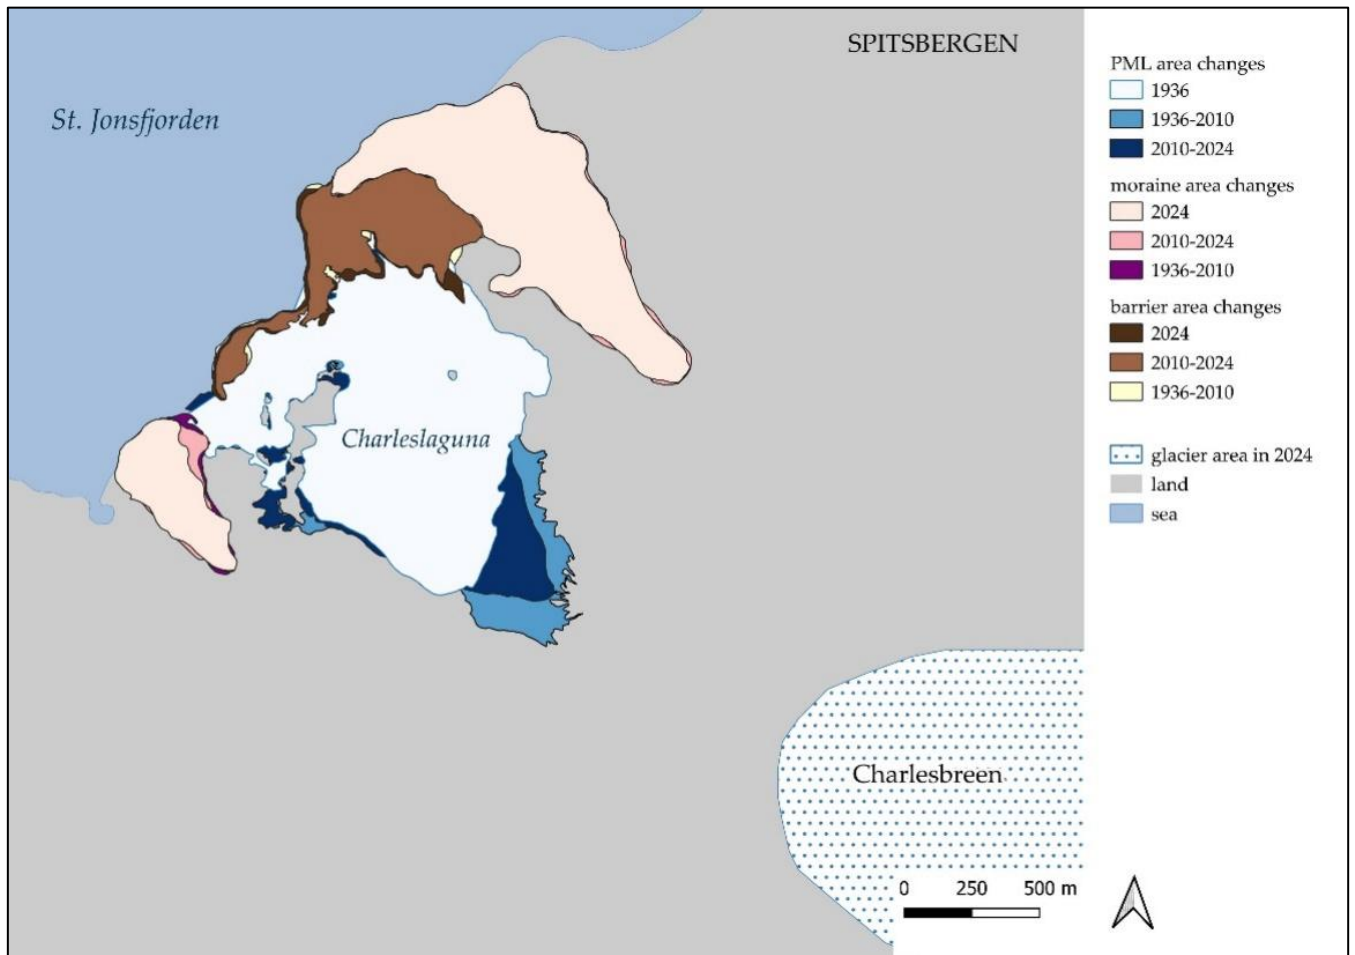 SPITSBERGEN
St. Jonsfjorden
Charleslaguna
Charlesbreen
0 250 500 m
PML area changes
1936
1936-2010
2010-2024
moraine area changes
2024
2010-2024
1936-2010
barrier area changes
2024
2010-2024
1936-2010
glacier area in 2024
land
sea